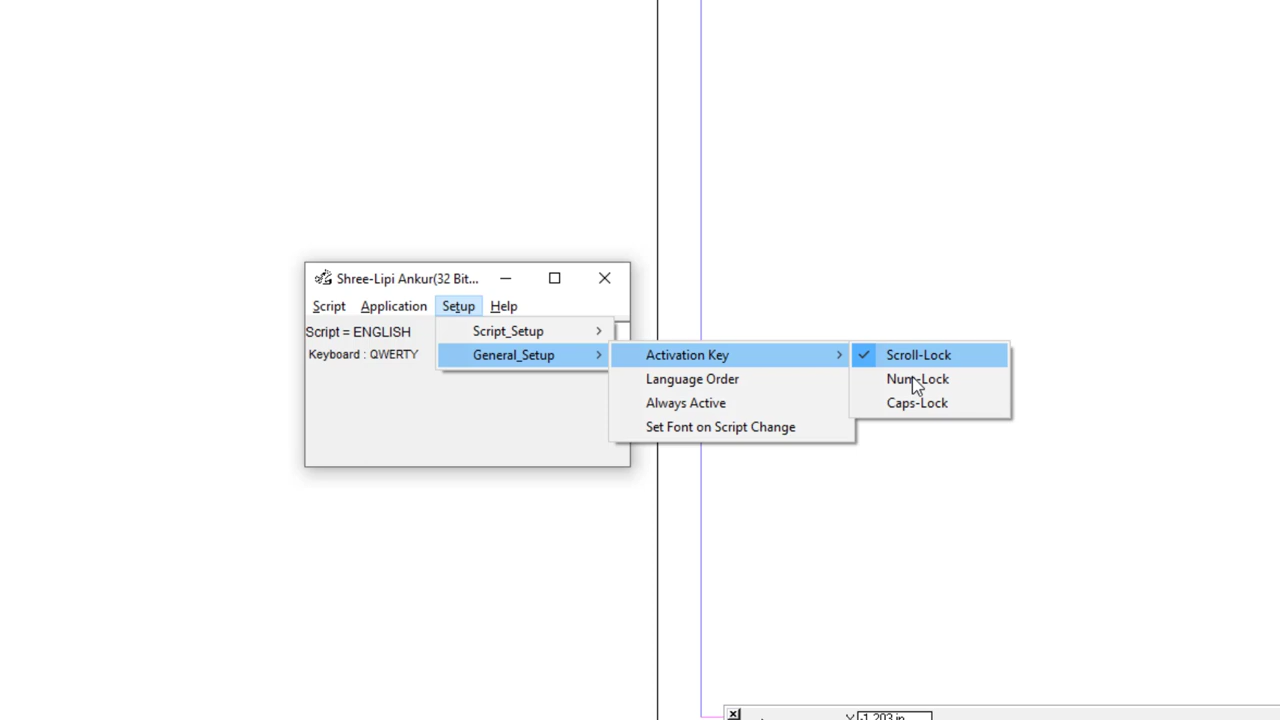 Shree-Lipi Ankur(32 Bit...
Script Application Setup Help
Script = ENGLISH
Keyboard : QWERTY
Script_Setup
General_Setup
Activation Key
Language Order
Always Active
Set Font on Script Change
Scroll-Lock
Num-Lock
Caps-Lock